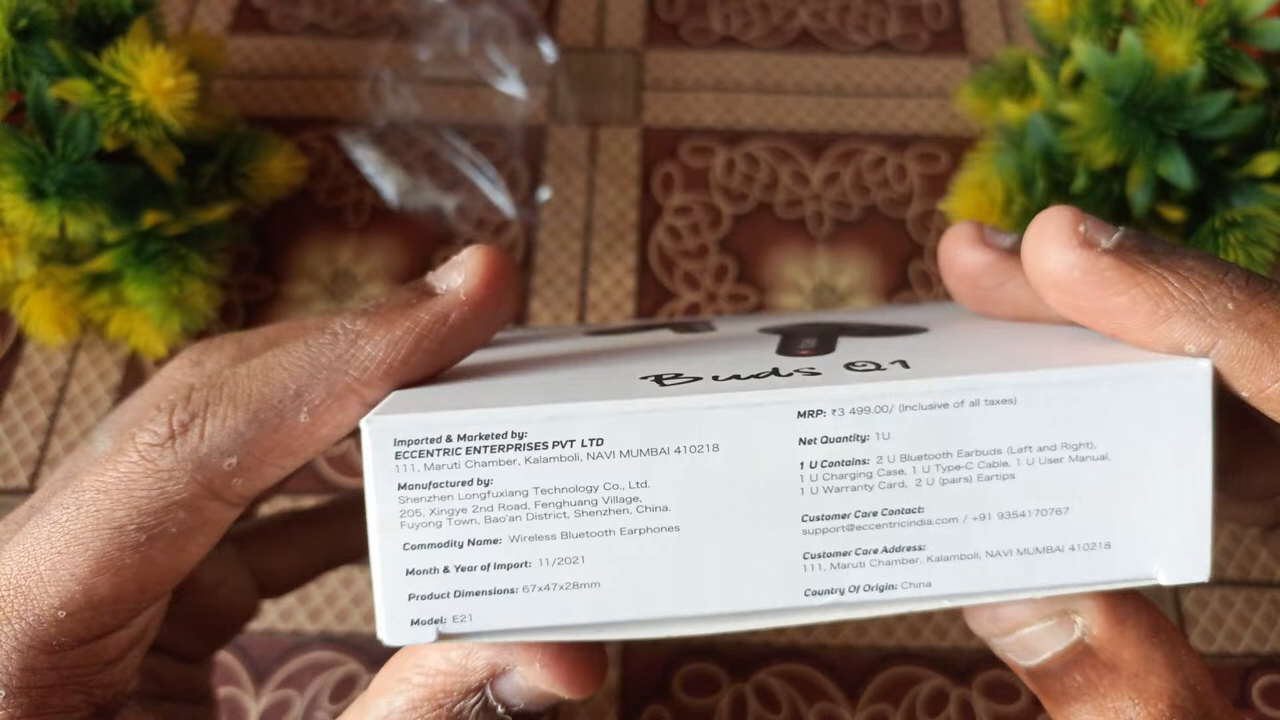 Buds Q1
Imported & Marketed by:
ECCENTRIC ENTERPRISES PVT LTD
111, Maruti Chamber, Kalamboli, NAVI MUMBAI 410218
Manufactured by:
Shenzhen Longfuxiang Technology Co., Ltd.
205, Xingye 2nd Road, Fenghuang Village,
Fuyong Town, Bao'an District, Shenzhen, China.
Commodity Name: Wireless Bluetooth Earphones
Month & Year of Import: 11/2021
Product Dimensions: 67x47x28mm
Model: E21
MRP: ₹3 499.00/ (Inclusive of all taxes)
Net Quantity: 1U
1 U Contains: 2 U Bluetooth Earbuds (Left and Right),
1 U Charging Case, 1 U Type-C Cable, 1 U User Manual,
1 U Warranty Card, 2 U (pairs) Eartips.
Customer Care Contact:
support@eccentricindia.com / +91 9354170767
Customer Care Address:
111, Maruti Chamber, Kalamboli, NAVI MUMBAI 410218
Country Of Origin: China